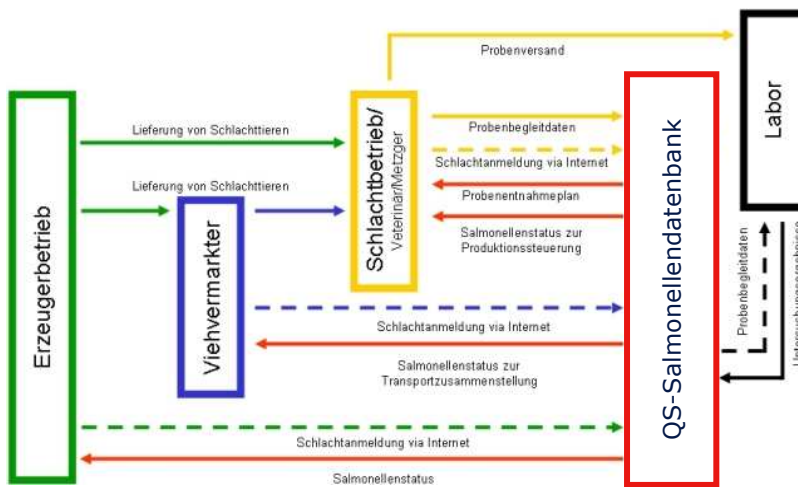 Probenversand
Labor
Erzeugerbetrieb
Lieferung von Schlachttieren
Lieferung von Schlachttieren
Viehvermarkter
Schlachtbetrieb/
Veterinär/Metzger
Probenbegleitdaten
Schlachtanmeldung via Internet
Probenentnahmeplan
Salmonellenstatus zur
Produktionssteuerung
QS-Salmonellendatenbank
Probenbegleitdaten
Untersuchungsergebnisse
Schlachtanmeldung via Internet
Salmonellenstatus zur
Transportzusammenstellung
Schlachtanmeldung via Internet
Salmonellenstatus